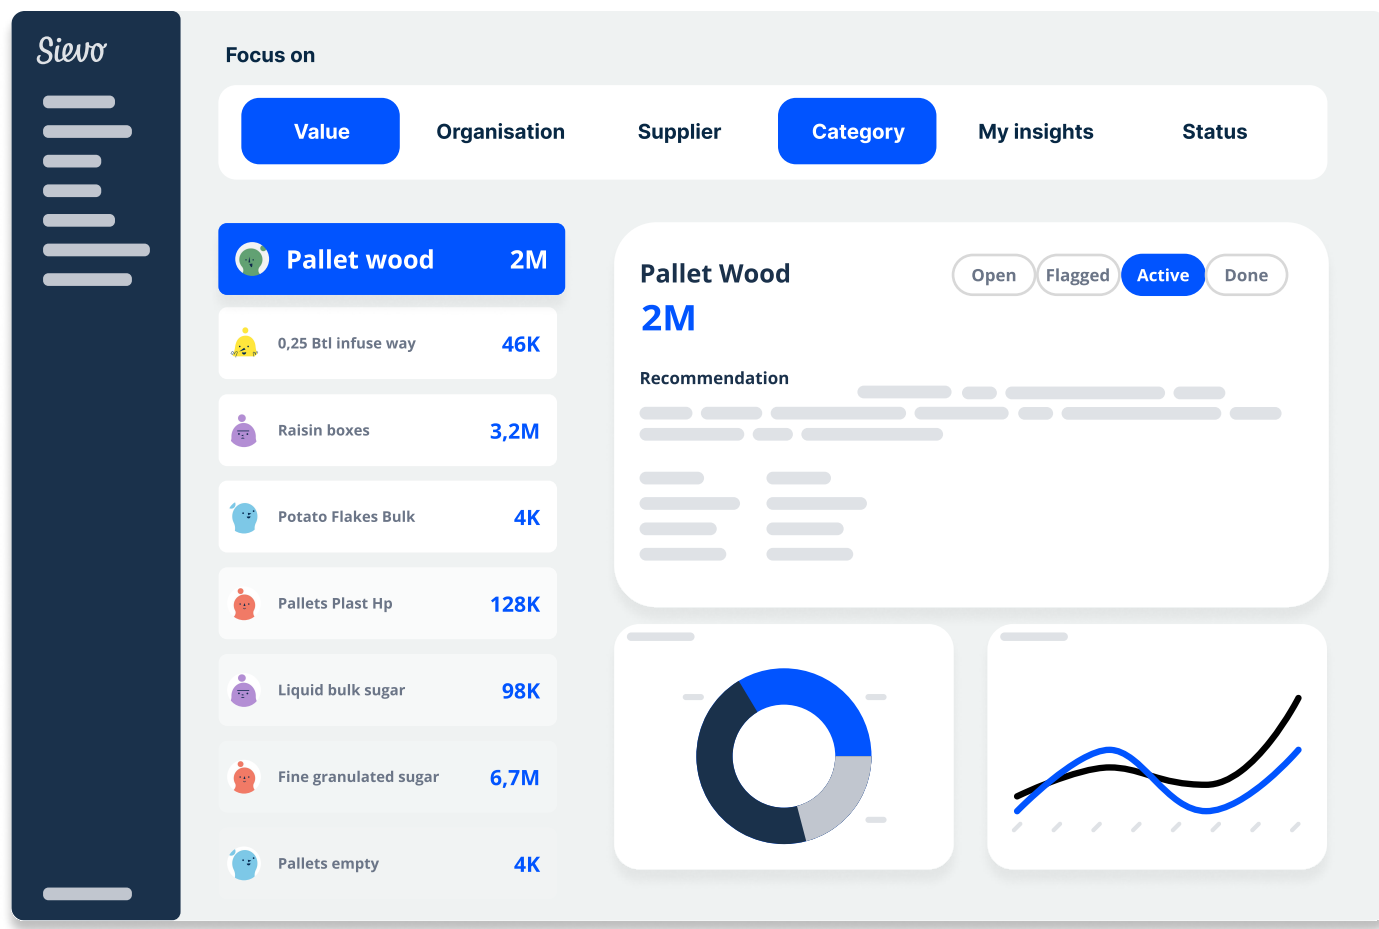 Sievo
Focus on
Value Organisation Supplier Category My insights Status
Pallet wood 2M
0,25 Btl infuse way 46K
Raisin boxes 3,2M
Potato Flakes Bulk 4K
Pallets Plast Hp 128K
Liquid bulk sugar 98K
Fine granulated sugar 6,7M
Pallets empty 4K
Pallet Wood
Open Flagged Active Done
2M
Recommendation